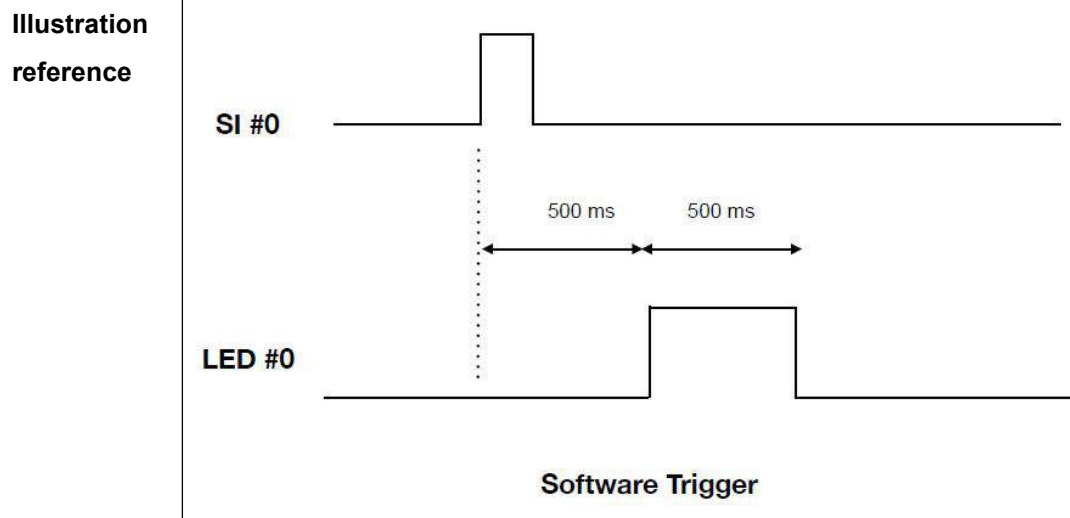 Illustration
reference
SI #0
500 ms 500 ms
LED #0
Software Trigger